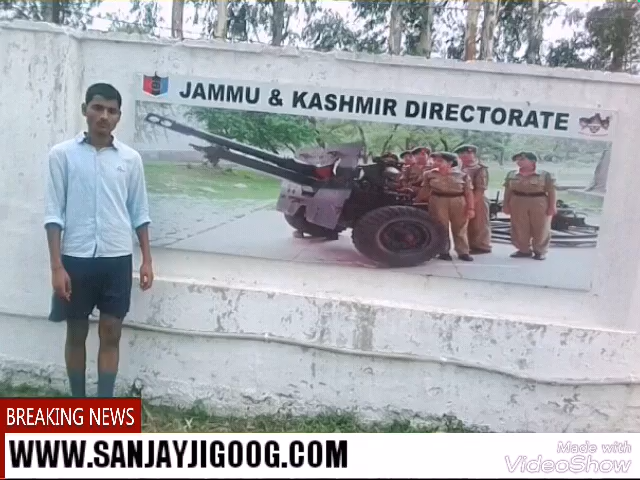 JAMMU & KASHMIR DIRECTORATE
BREAKING NEWS
WWW.SANJAYJIGOOG.COM
Made with
VideoShow